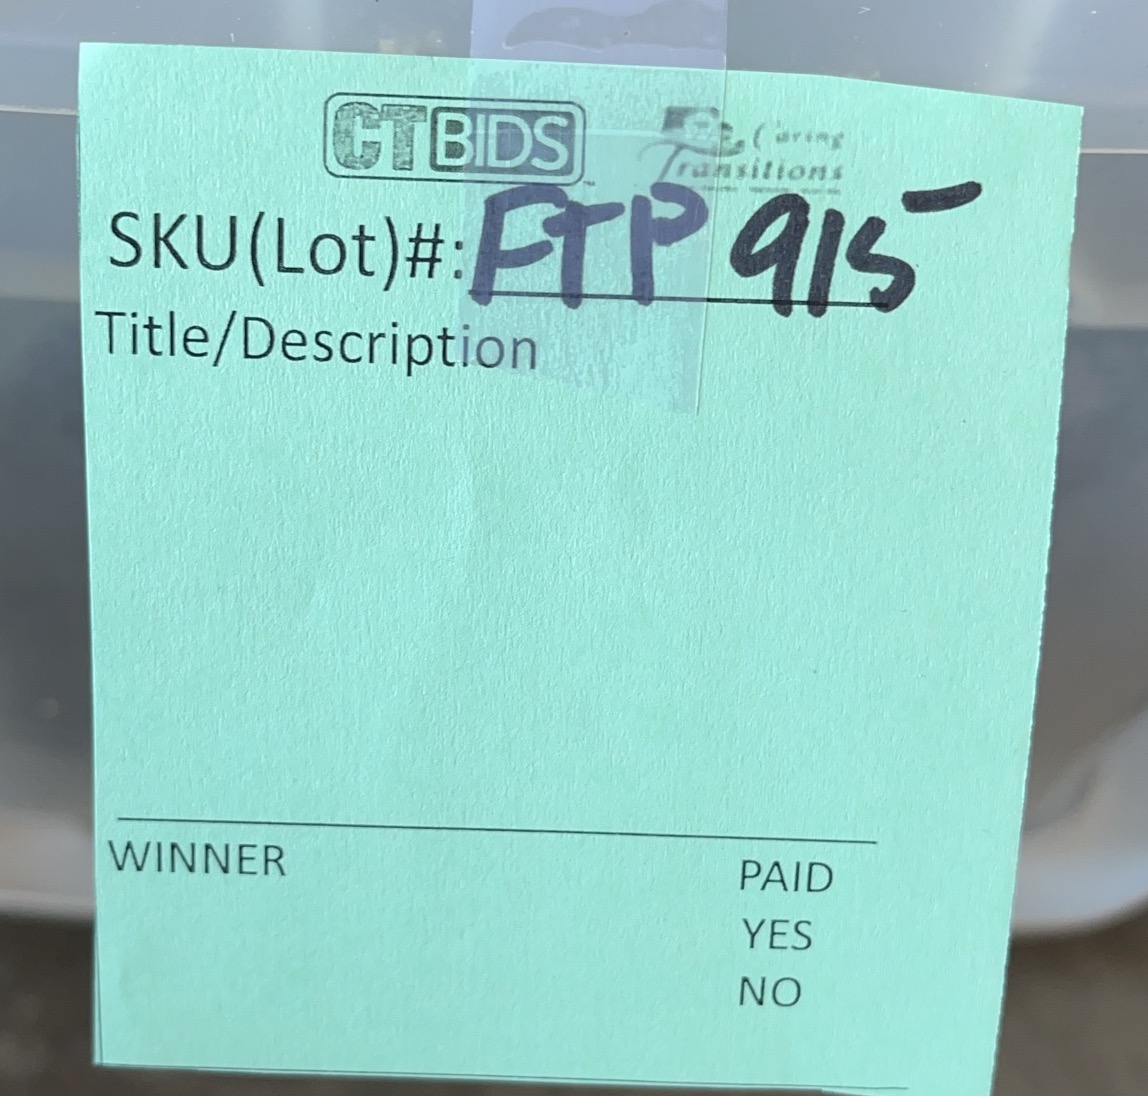 CTBIDS Caring
Transitions
SKU(Lot)#: FTP 915
Title/Description
WINNER PAID
YES
NO